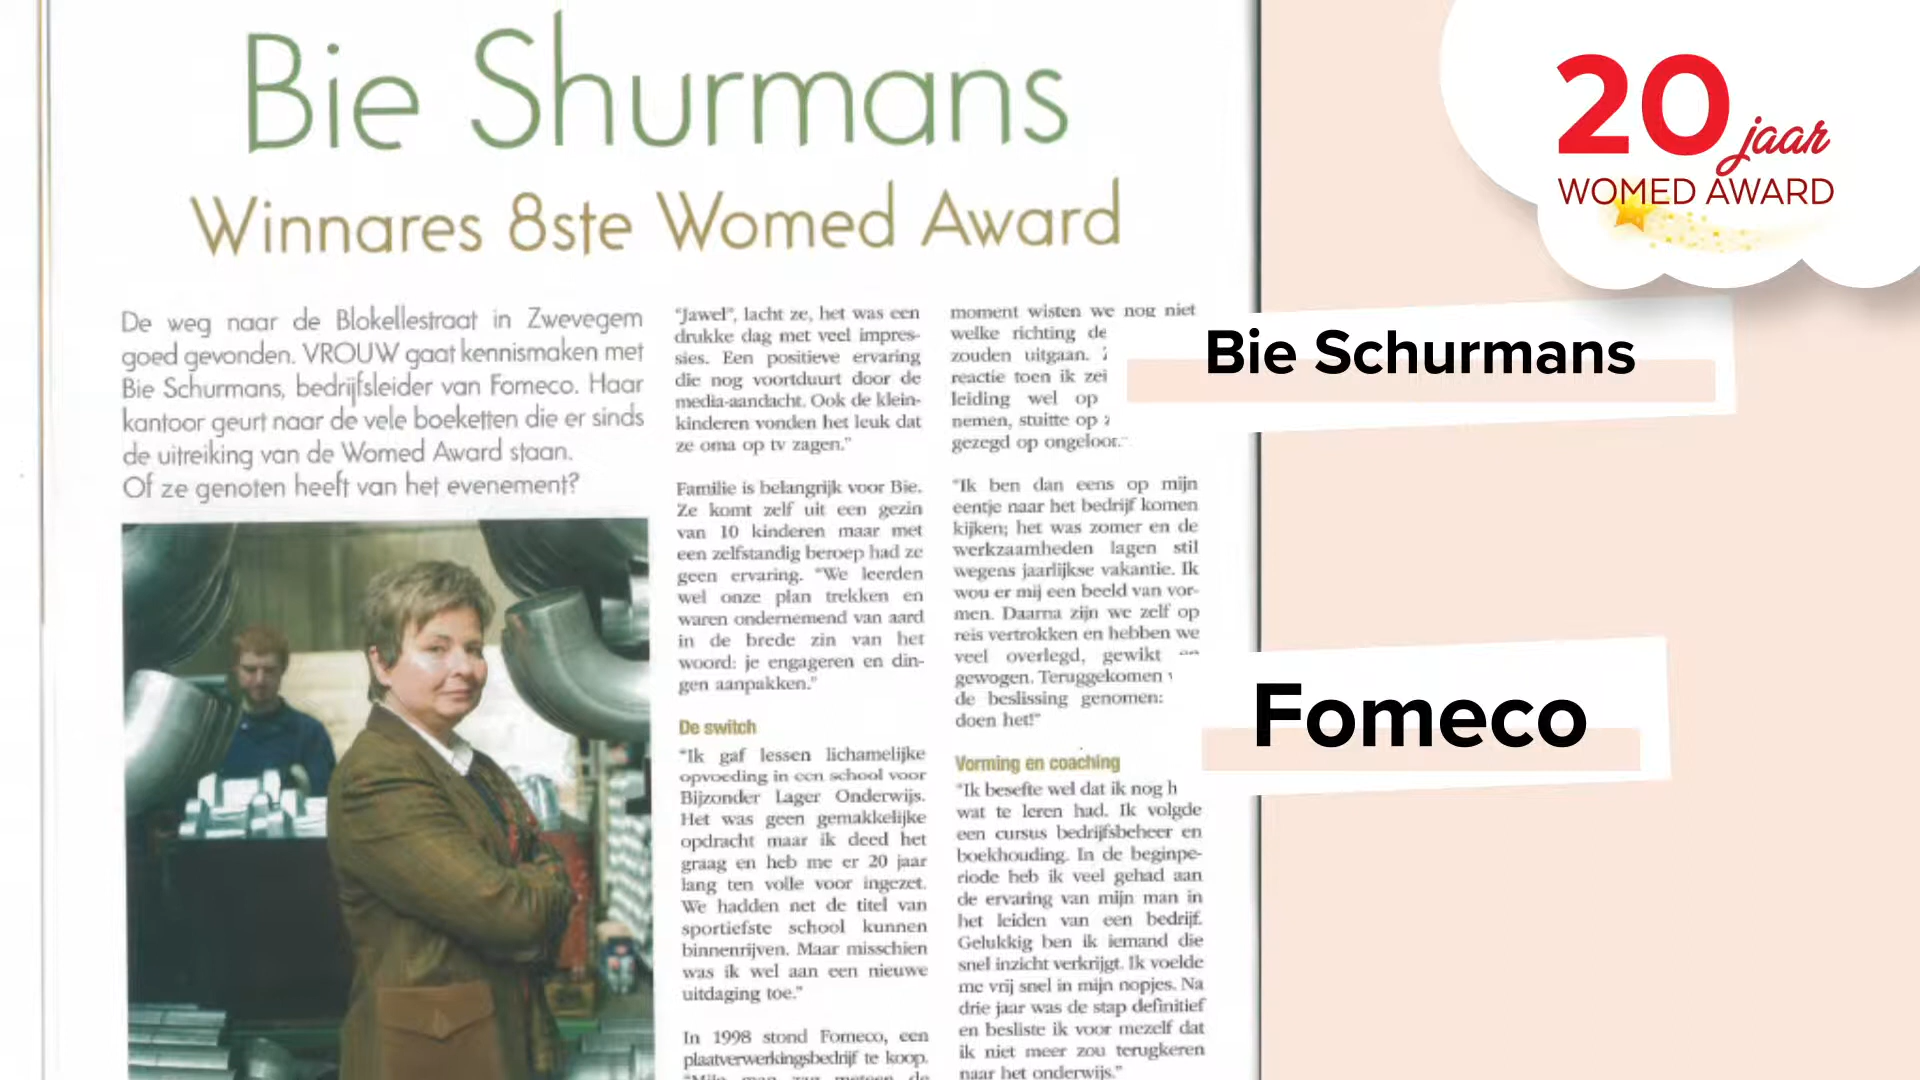 Bie Shurmans
Winnares 8ste Womed Award
De weg naar de Blokellestraat in Zwevegem
goed gevonden. VROUW gaat kennismaken met
Bie Schurmans, bedrijfsleider van Fomeco. Haar
kantoor geurt naar de vele boeketten die er sinds
de uitreiking van de Womed Award staan.
Of ze genoten heeft van het evenement?
"Jawel", lacht ze, het was een
drukke dag met veel impres-
sies. Een positieve ervaring
die nog voortduurt door de
media-aandacht. Ook de klein-
kinderen vonden het leuk dat
ze oma op tv zagen."
Familie is belangrijk voor Bie.
Ze komt zelf uit een gezin
van 10 kinderen maar met
een zelfstandig beroep had ze
geen ervaring. "We leerden
wel onze plan trekken en
waren ondernemend van aard
in de brede zin van het
woord: je engageren en din-
gen aanpakken."
De switch
"Ik gaf lessen lichamelijke
opvoeding in een school voor
Bijzonder Lager Onderwijs.
Het was geen gemakkelijke
opdracht maar ik deed het
graag en heb me er 20 jaar
lang ten volle voor ingezet.
We hadden net de titel van
sportiefste school kunnen
binnenrijven. Maar misschien
was ik wel aan een nieuwe
uitdaging toe."
In 1998 stond Fomeco, een
plaatverwerkingsbedrijf te koop.
moment wisten we nog niet
welke richting de
zouden uitgaan.
reactie toen ik zei
leiding wel op
nemen, stuitte op
gezegd op ongeloof."
"Ik ben dan eens op mijn
eentje naar het bedrijf komen
kijken; het was zomer en de
werkzaamheden lagen stil
wegens jaarlijkse vakantie. Ik
wou er mij een beeld van vor-
men. Daarna zijn we zelf op
reis vertrokken en hebben we
veel overlegd, gewikt
gewogen. Teruggekomen
de beslissing genomen:
doen het!"
Vorming en coaching
"Ik besefte wel dat ik nog h
wat te leren had. Ik volgde
een cursus bedrijfsbeheer en
boekhouding. In de beginpe-
riode heb ik veel gehad aan
de ervaring van mijn man in
het leiden van een bedrijf.
Gelukkig ben ik iemand die
snel inzicht verkrijgt. Ik voelde
me vrij snel in mijn nopjes. Na
drie jaar was de stap definitief
en besliste ik voor mezelf dat
ik niet meer zou terugkeren
naar het onderwijs."
20 jaar
WOMED AWARD
Bie Schurmans
Fomeco